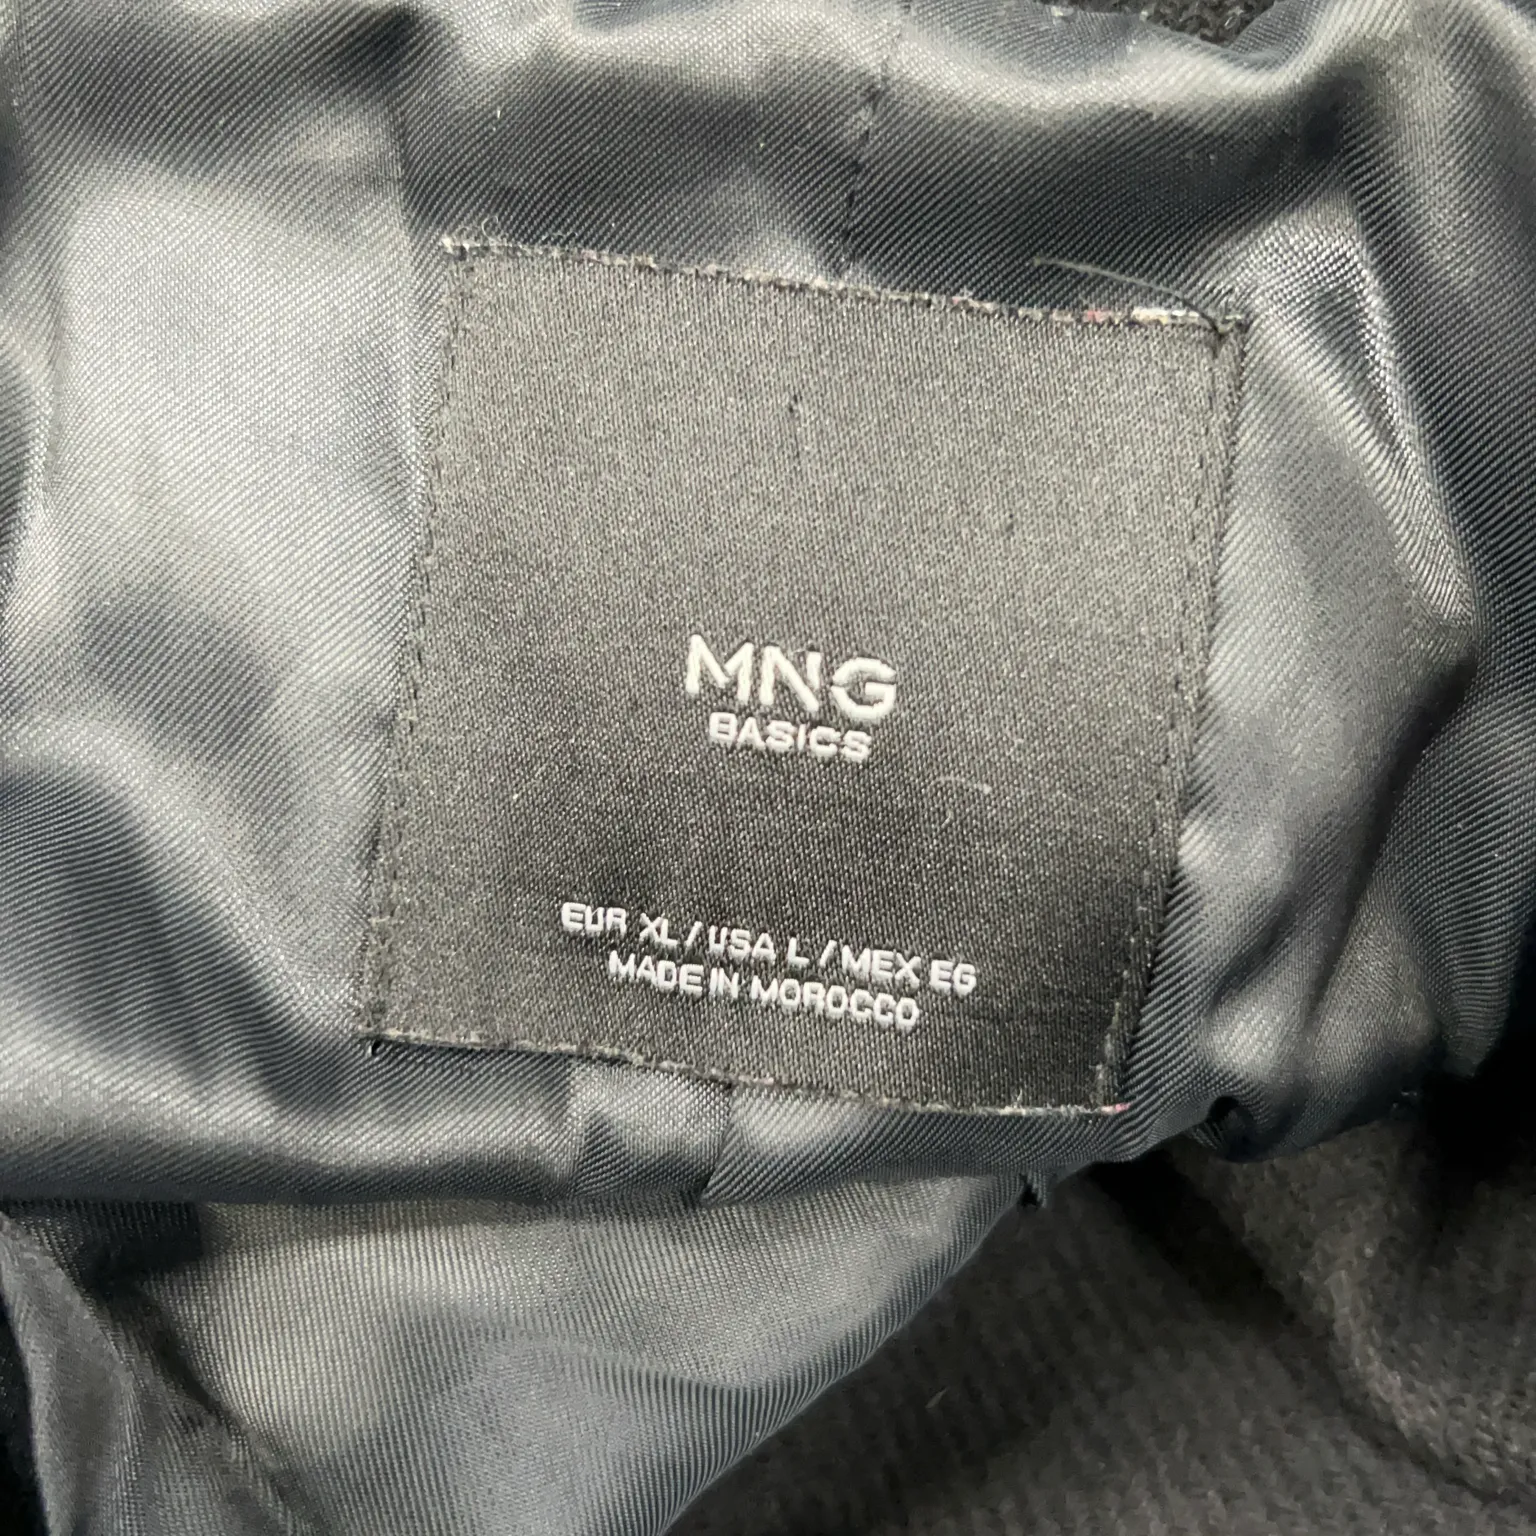 MNG
BASICS
EUR XL / USA L / MEX EG
MADE IN MOROCCO